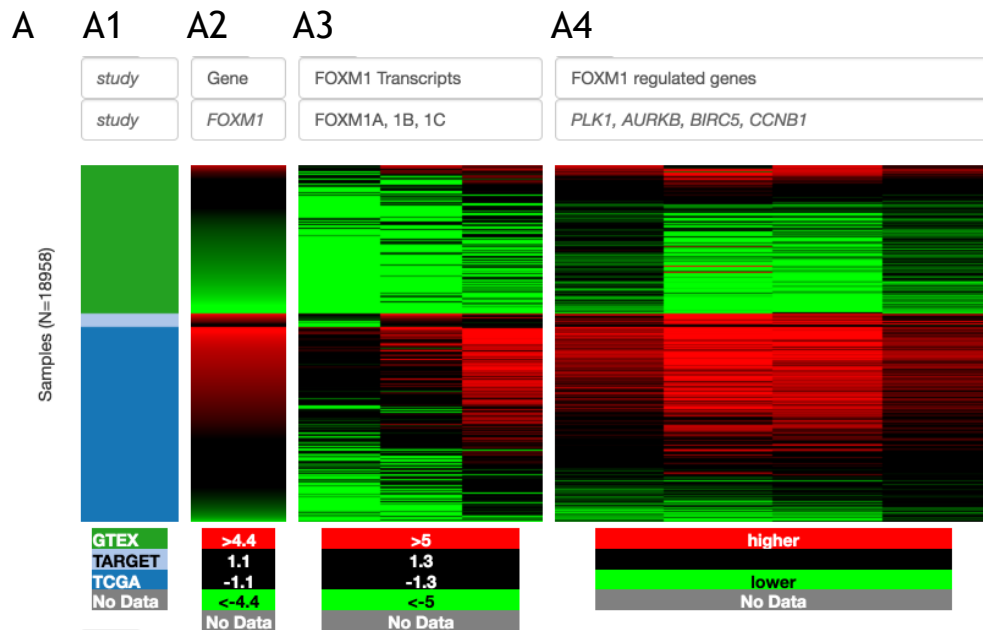 A A1 A2 A3 A4
study Gene FOXM1 Transcripts FOXM1 regulated genes
study FOXM1 FOXM1A, 1B, 1C PLK1, AURKB, BIRC5, CCNB1
Samples (N=18958)
GTEX >4.4 >5 higher
TARGET 1.1 1.3
TCGA -1.1 -1.3 lower
No Data <-4.4 <-5 No Data
No Data No Data